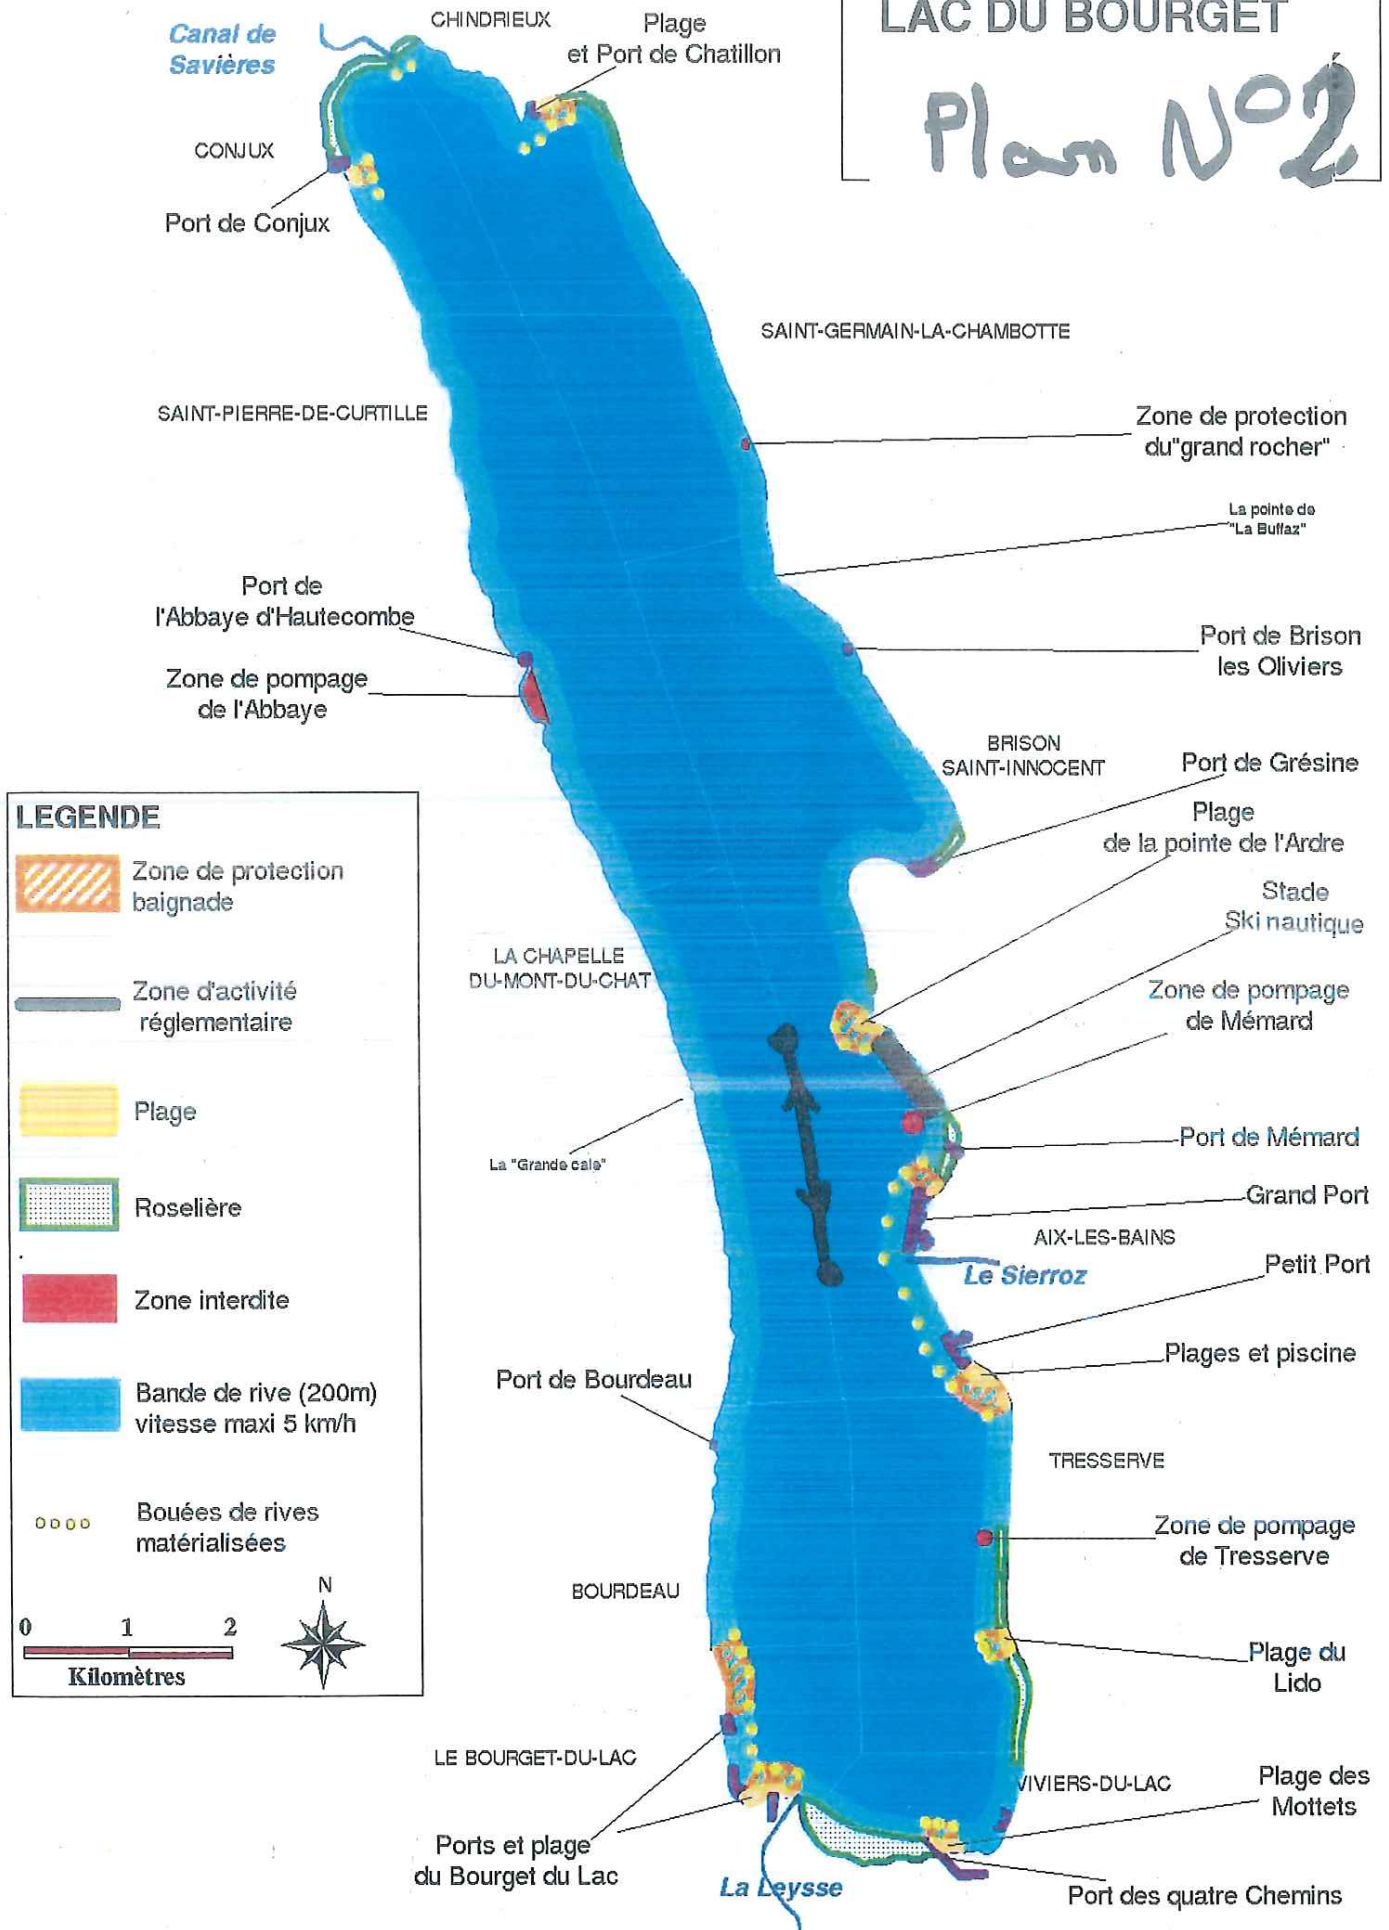 LAC DU BOURGET
Plan N°2
Canal de
Savières
CHINDRIEUX
Plage
et Port de Chatillon
CONJUX
Port de Conjux
SAINT-GERMAIN-LA-CHAMBOTTE
SAINT-PIERRE-DE-CURTILLE
Zone de protection
du"grand rocher"
La pointe de
"La Buffaz"
Port de
l'Abbaye d'Hautecombe
Port de Brison
les Oliviers
Zone de pompage
de l'Abbaye
BRISON
SAINT-INNOCENT
Port de Grésine
Plage
de la pointe de l'Ardre
Stade
Ski nautique
LA CHAPELLE
DU-MONT-DU-CHAT
Zone de pompage
de Mémard
La "Grande cale"
Port de Mémard
Grand Port
AIX-LES-BAINS
Le Sierroz
Petit Port
Plages et piscine
Port de Bourdeau
TRESSERVE
Zone de pompage
de Tresserve
BOURDEAU
Plage du
Lido
LE BOURGET-DU-LAC
VIVIERS-DU-LAC
Plage des
Mottets
Ports et plage
du Bourget du Lac
La Leysse
Port des quatre Chemins
LEGENDE
Zone de protection
baignade
Zone d'activité
réglementaire
Plage
Roselière
Zone interdite
Bande de rive (200m)
vitesse maxi 5 km/h
Bouées de rives
matérialisées
N
0 1 2
Kilomètres